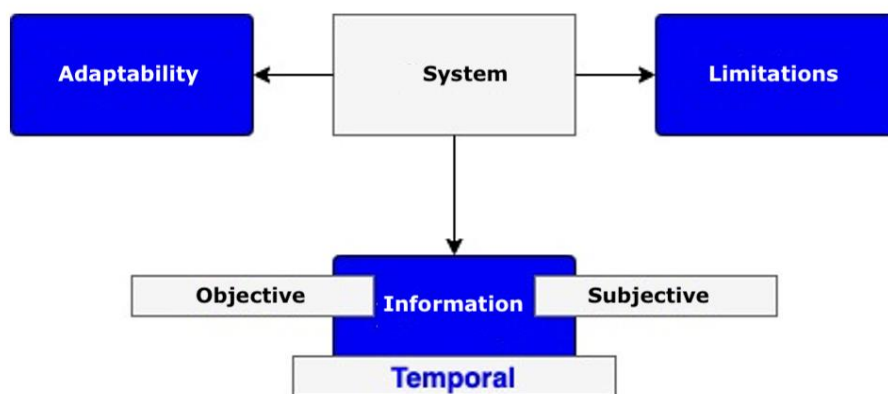 Adaptability
System
Limitations
Objective
Information
Subjective
Temporal